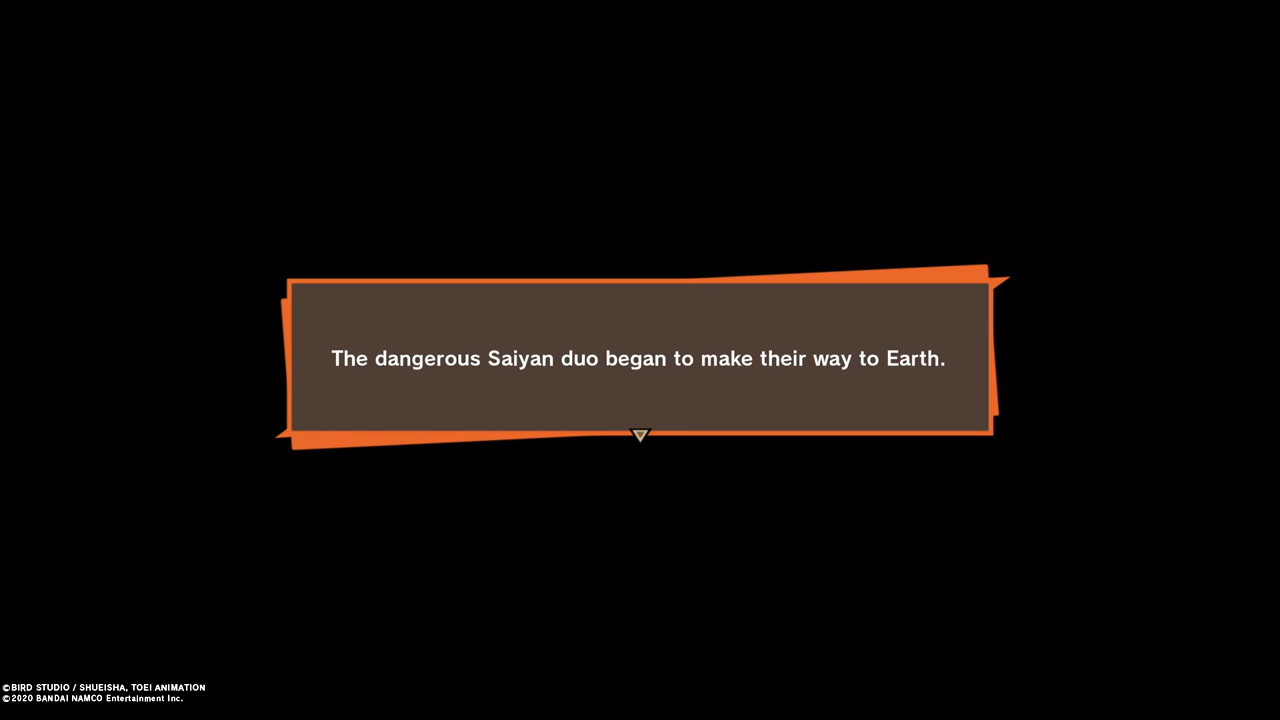 The dangerous Saiyan duo began to make their way to Earth.
©BIRD STUDIO / SHUEISHA, TOEI ANIMATION
©2020 BANDAI NAMCO Entertainment Inc.